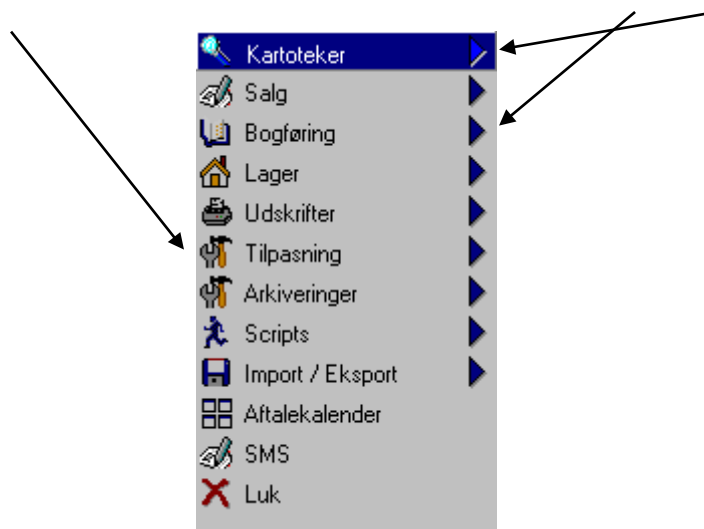 Kartoteker
Salg
Bogføring
Lager
Udskrifter
Tilpasning
Arkiveringer
Scripts
Import / Eksport
Aftalekalender
SMS
Luk